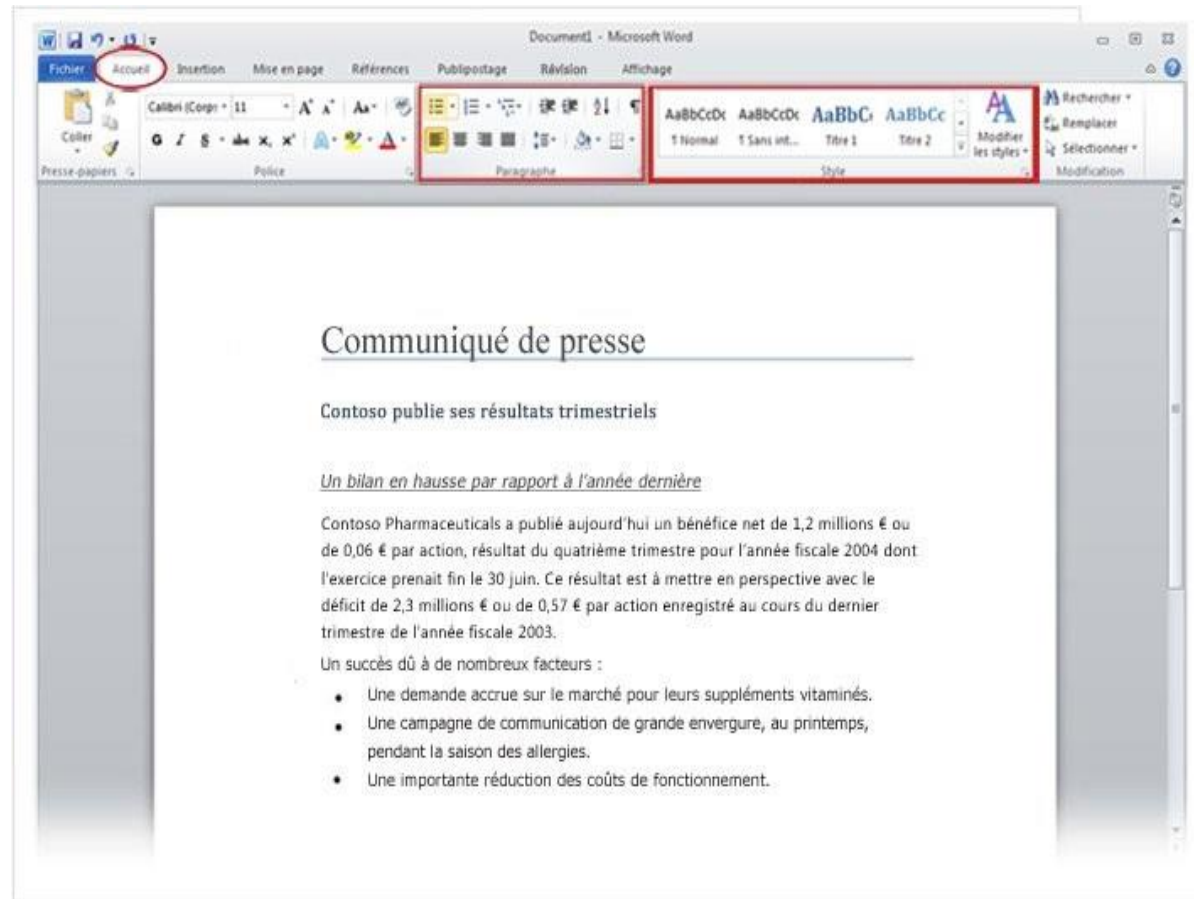 Document1 - Microsoft Word
Fichier Accueil Insertion Mise en page Références Publipostage Révision Affichage
Coller
Calibri (Corps 11
G I S abc x, x'
AaBbCcDc AaBbCcDc AaBbC AaBbCc
¶ Normal ¶ Sans int... Titre 1 Titre 2
Modifier
les styles
Rechercher
Remplacer
Sélectionner
Presse-papiers Police Paragraphe Style Modification
Communiqué de presse
Contoso publie ses résultats trimestriels
Un bilan en hausse par rapport à l'année dernière
Contoso Pharmaceuticals a publié aujourd'hui un bénéfice net de 1,2 millions € ou
de 0,06 € par action, résultat du quatrième trimestre pour l'année fiscale 2004 dont
l'exercice prenait fin le 30 juin. Ce résultat est à mettre en perspective avec le
déficit de 2,3 millions € ou de 0,57 € par action enregistré au cours du dernier
trimestre de l'année fiscale 2003.
Un succès dû à de nombreux facteurs :
• Une demande accrue sur le marché pour leurs suppléments vitaminés.
• Une campagne de communication de grande envergure, au printemps,
pendant la saison des allergies.
• Une importante réduction des coûts de fonctionnement.